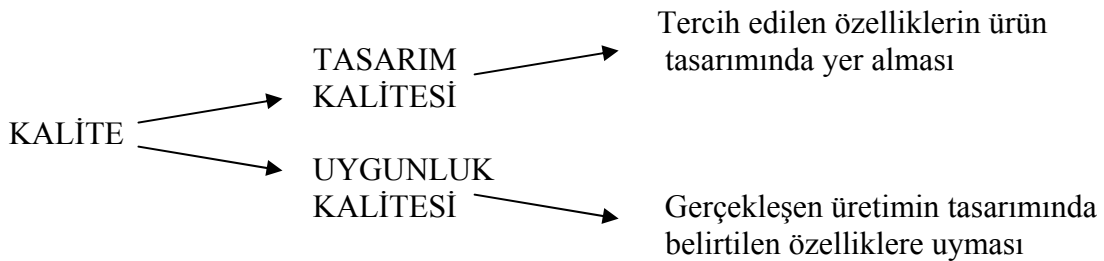 Tercih edilen özelliklerin ürün
tasarımında yer alması
TASARIM
KALİTESİ
KALİTE
UYGUNLUK
KALİTESİ
Gerçekleşen üretimin tasarımında
belirtilen özelliklere uyması